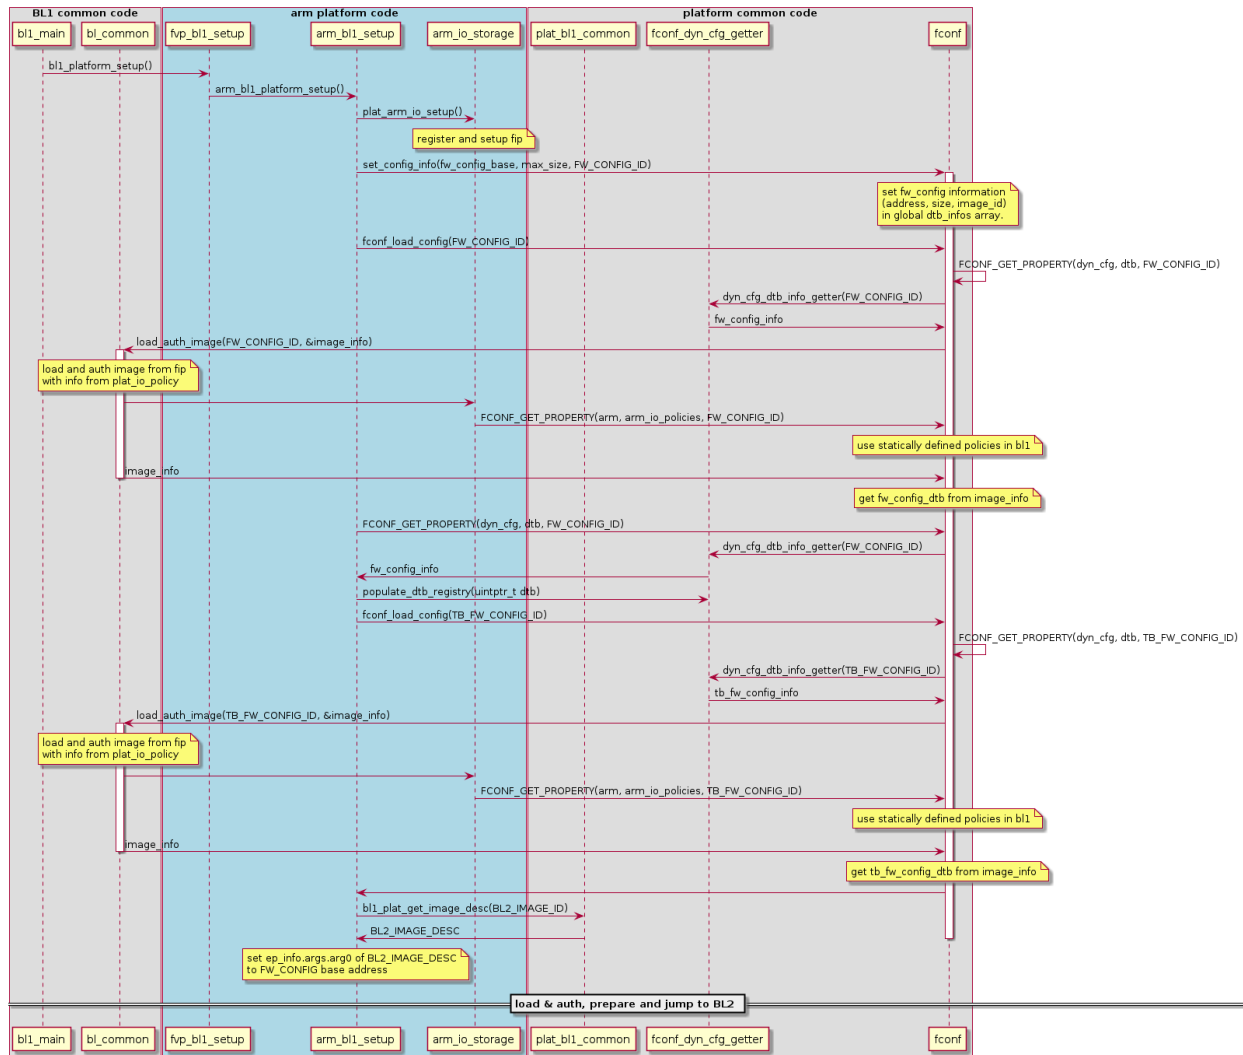 BL1 common code
arm platform code
platform common code
bl1_main
bl_common
fvp_bl1_setup
arm_bl1_setup
arm_io_storage
plat_bl1_common
fconf_dyn_cfg_getter
fconf
bl1_platform_setup()
arm_bl1_platform_setup()
plat_arm_io_setup()
register and setup fip
set_config_info(fw_config_base, max_size, FW_CONFIG_ID)
set fw_config information
(address, size, image_id)
in global dtb_infos array.
fconf_load_config(FW_CONFIG_ID)
FCONF_GET_PROPERTY(dyn_cfg, dtb, FW_CONFIG_ID)
dyn_cfg_dtb_info_getter(FW_CONFIG_ID)
fw_config_info
load_auth_image(FW_CONFIG_ID, &image_info)
load and auth image from fip
with info from plat_io_policy
FCONF_GET_PROPERTY(arm, arm_io_policies, FW_CONFIG_ID)
use statically defined policies in bl1
image_info
get fw_config_dtb from image_info
FCONF_GET_PROPERTY(dyn_cfg, dtb, FW_CONFIG_ID)
dyn_cfg_dtb_info_getter(FW_CONFIG_ID)
fw_config_info
populate_dtb_registry(uintptr_t dtb)
fconf_load_config(TB_FW_CONFIG_ID)
FCONF_GET_PROPERTY(dyn_cfg, dtb, TB_FW_CONFIG_ID)
dyn_cfg_dtb_info_getter(TB_FW_CONFIG_ID)
tb_fw_config_info
load_auth_image(TB_FW_CONFIG_ID, &image_info)
load and auth image from fip
with info from plat_io_policy
FCONF_GET_PROPERTY(arm, arm_io_policies, TB_FW_CONFIG_ID)
use statically defined policies in bl1
image_info
get tb_fw_config_dtb from image_info
bl1_plat_get_image_desc(BL2_IMAGE_ID)
BL2_IMAGE_DESC
set ep_info.args.arg0 of BL2_IMAGE_DESC
to FW_CONFIG base address
load & auth, prepare and jump to BL2
bl1_main
bl_common
fvp_bl1_setup
arm_bl1_setup
arm_io_storage
plat_bl1_common
fconf_dyn_cfg_getter
fconf